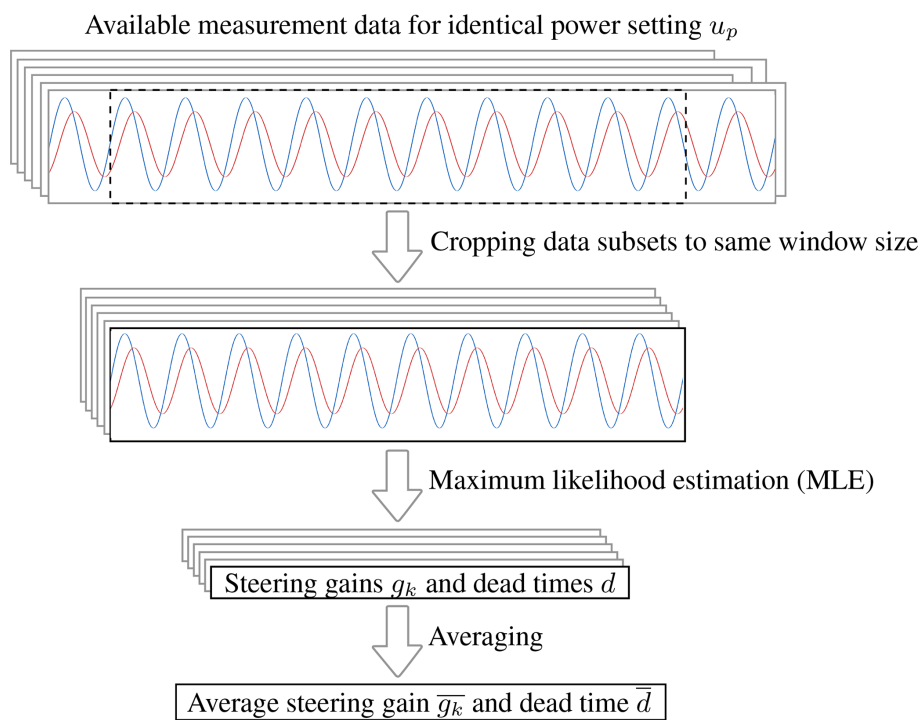 Available measurement data for identical power setting $u_p$
Cropping data subsets to same window size
Maximum likelihood estimation (MLE)
Steering gains $g_k$ and dead times $d$
Averaging
Average steering gain $\overline{g_k}$ and dead time $\overline{d}$